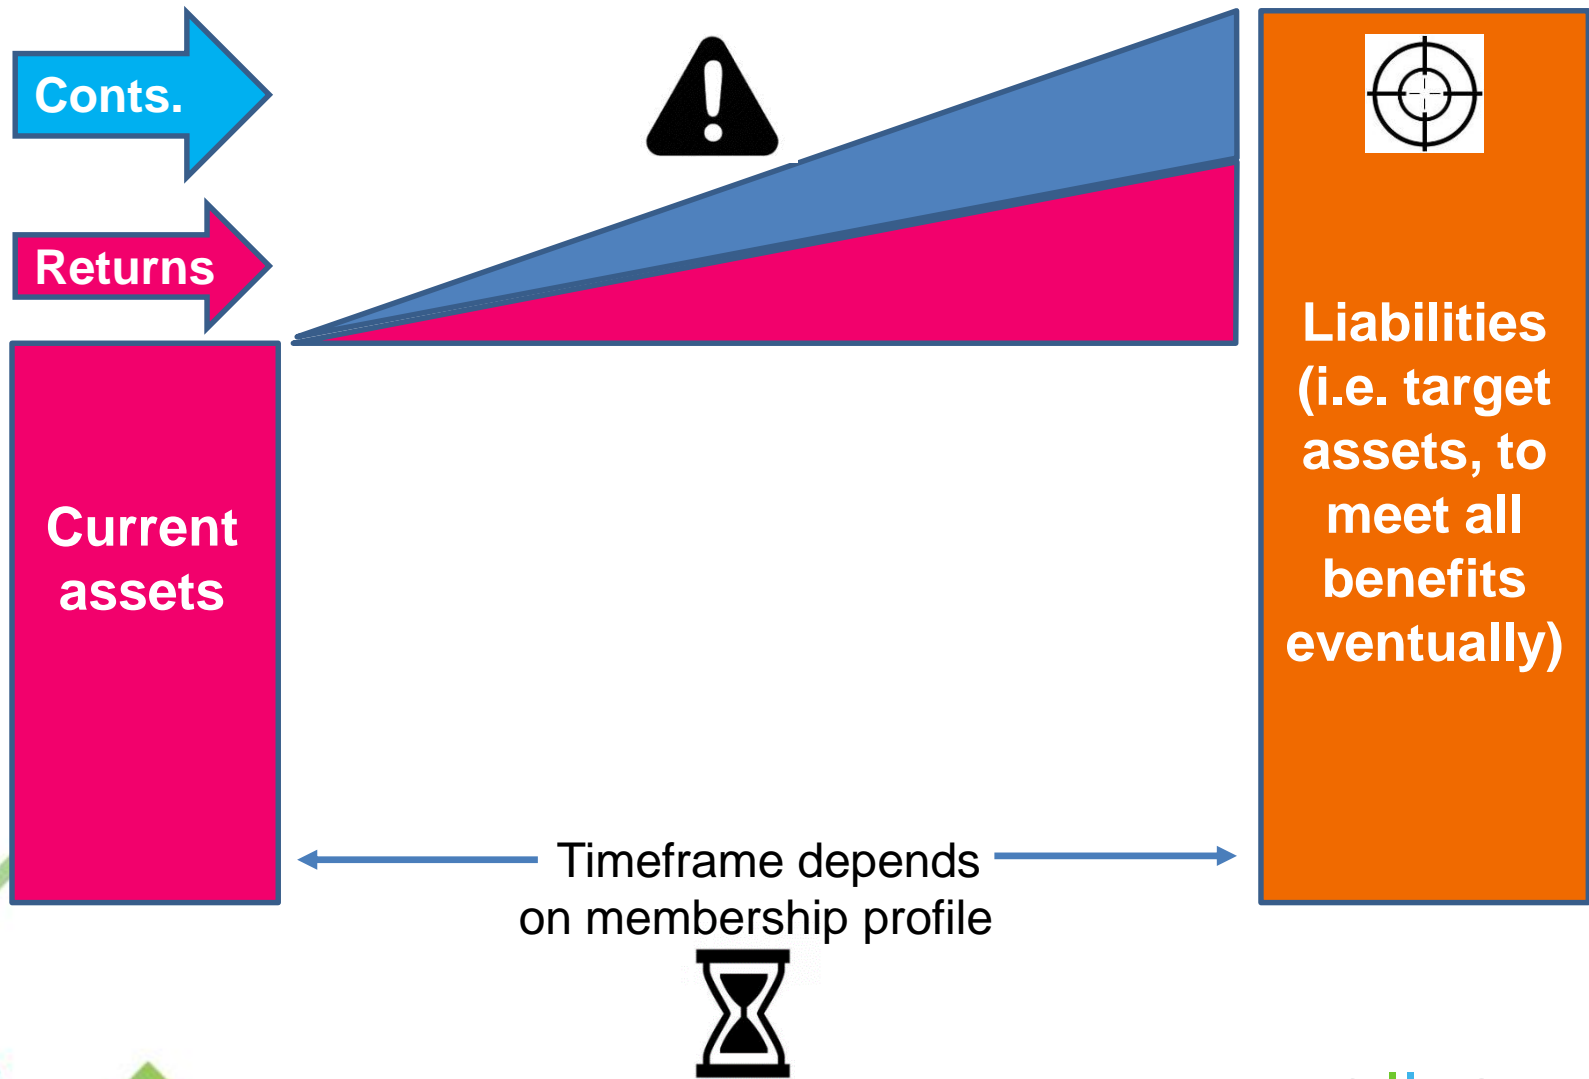 Conts.
Returns
Current
assets
Liabilities
(i.e. target
assets, to
meet all
benefits
eventually)
Timeframe depends
on membership profile